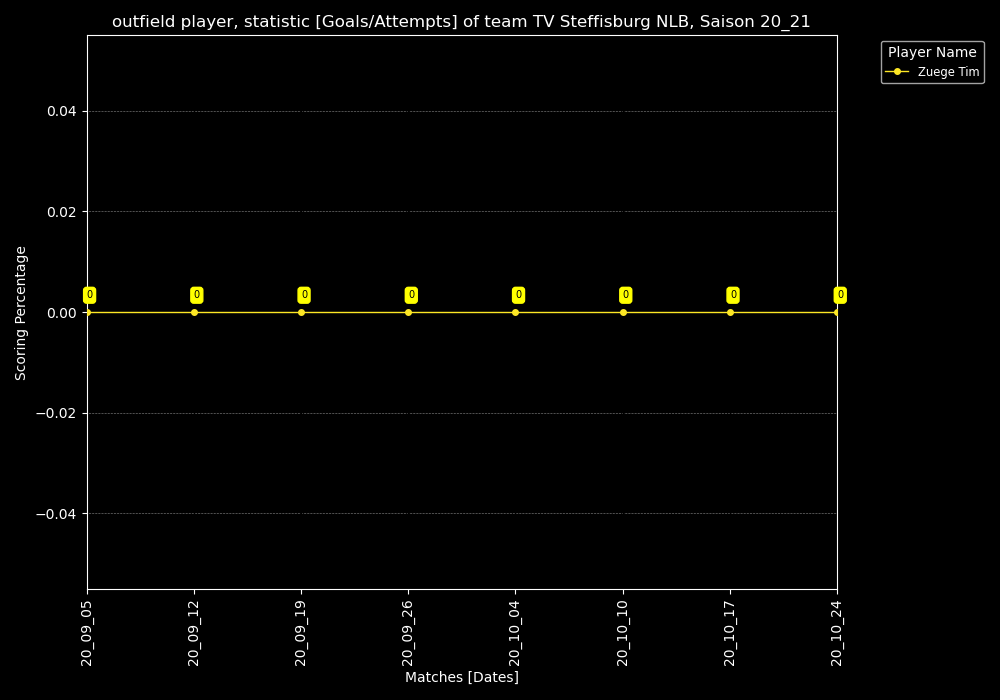 outfield player, statistic [Goals/Attempts] of team TV Steffisburg NLB, Saison 20_21
Player Name
Zuege Tim
Scoring Percentage
0.04
0.02
0.00
−0.02
−0.04
0 0 0 0 0 0 0 0
20_09_05 20_09_12 20_09_19 20_09_26 20_10_04 20_10_10 20_10_17 20_10_24
Matches [Dates]